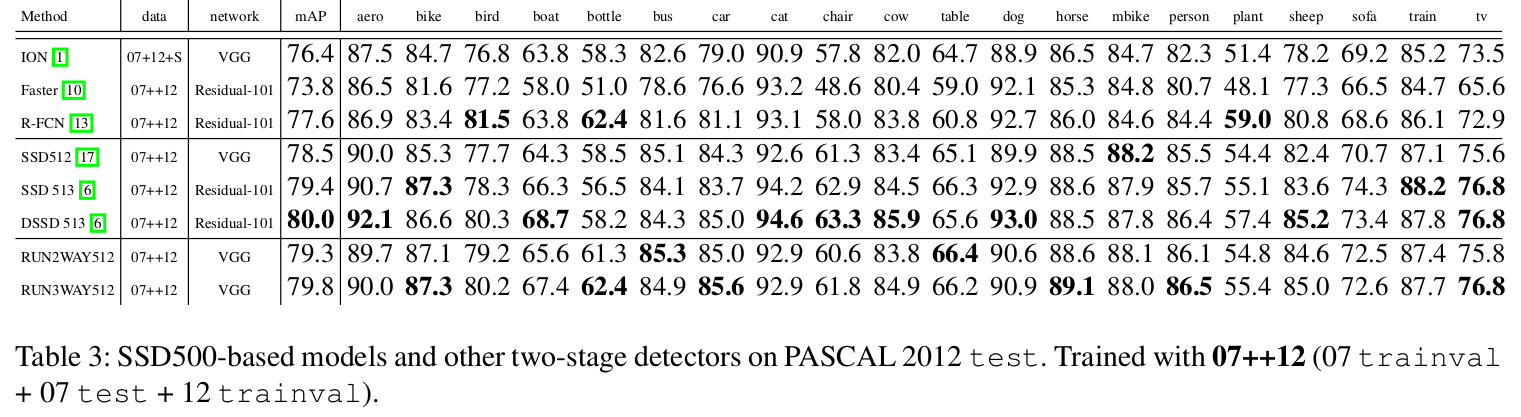 Method data network mAP aero bike bird boat bottle bus car cat chair cow table dog horse mbike person plant sheep sofa train tv
ION [1] 07+12+S VGG 76.4 87.5 84.7 76.8 63.8 58.3 82.6 79.0 90.9 57.8 82.0 64.7 88.9 86.5 84.7 82.3 51.4 78.2 69.2 85.2 73.5
Faster [10] 07++12 Residual-101 73.8 86.5 81.6 77.2 58.0 51.0 78.6 76.6 93.2 48.6 80.4 59.0 92.1 85.3 84.8 80.7 48.1 77.3 66.5 84.7 65.6
R-FCN [13] 07++12 Residual-101 77.6 86.9 83.4 81.5 63.8 62.4 81.6 81.1 93.1 58.0 83.8 60.8 92.7 86.0 84.6 84.4 59.0 80.8 68.6 86.1 72.9
SSD512 [17] 07++12 VGG 78.5 90.0 85.3 77.7 64.3 58.5 85.1 84.3 92.6 61.3 83.4 65.1 89.9 88.5 88.2 85.5 54.4 82.4 70.7 87.1 75.6
SSD 513 [6] 07++12 Residual-101 79.4 90.7 87.3 78.3 66.3 56.5 84.1 83.7 94.2 62.9 84.5 66.3 92.9 88.6 87.9 85.7 55.1 83.6 74.3 88.2 76.8
DSSD 513 [6] 07++12 Residual-101 80.0 92.1 86.6 80.3 68.7 58.2 84.3 85.0 94.6 63.3 85.9 65.6 93.0 88.5 87.8 86.4 57.4 85.2 73.4 87.8 76.8
RUN2WAY512 07++12 VGG 79.3 89.7 87.1 79.2 65.6 61.3 85.3 85.0 92.9 60.6 83.8 66.4 90.6 88.6 88.1 86.1 54.8 84.6 72.5 87.4 75.8
RUN3WAY512 07++12 VGG 79.8 90.0 87.3 80.2 67.4 62.4 84.9 85.6 92.9 61.8 84.9 66.2 90.9 89.1 88.0 86.5 55.4 85.0 72.6 87.7 76.8
Table 3: SSD500-based models and other two-stage detectors on PASCAL 2012 test. Trained with 07++12 (07 trainval
+ 07 test + 12 trainval).